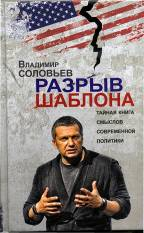 Владимир
СОЛОВЬЕВ
РАЗРЫВ
ШАБЛОНА
ТАЙНАЯ КНИГА
СМЫСЛОВ
СОВРЕМЕННОЙ
ПОЛИТИКИ